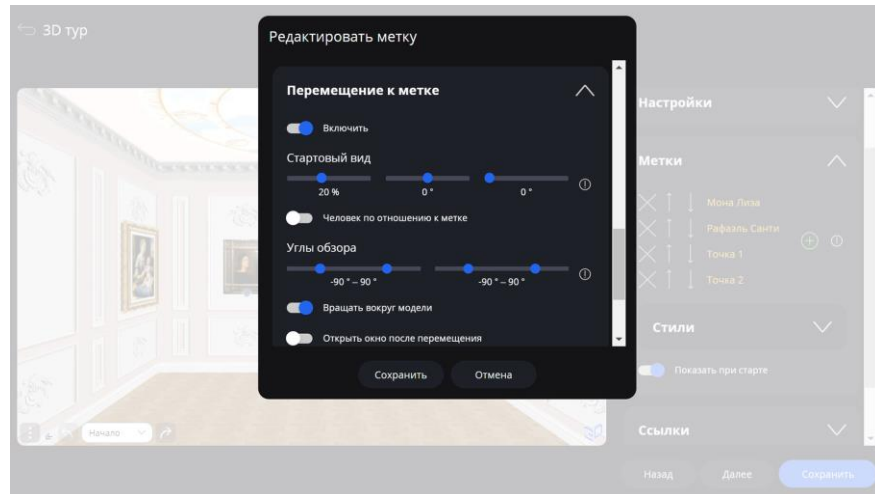 3D тур
Редактировать метку
Перемещение к метке
Включить
Стартовый вид
20 % 0 ° 0 °
Человек по отношению к метке
Углы обзора
-90 ° – 90 ° -90 ° – 90 °
Вращать вокруг модели
Открыть окно после перемещения
Сохранить Отмена
Настройки
Метки
Мона Лиза
Рафаэль Санти
Точка 1
Точка 2
Стили
Показать при старте
Ссылки
Начало
Назад Далее Сохранить